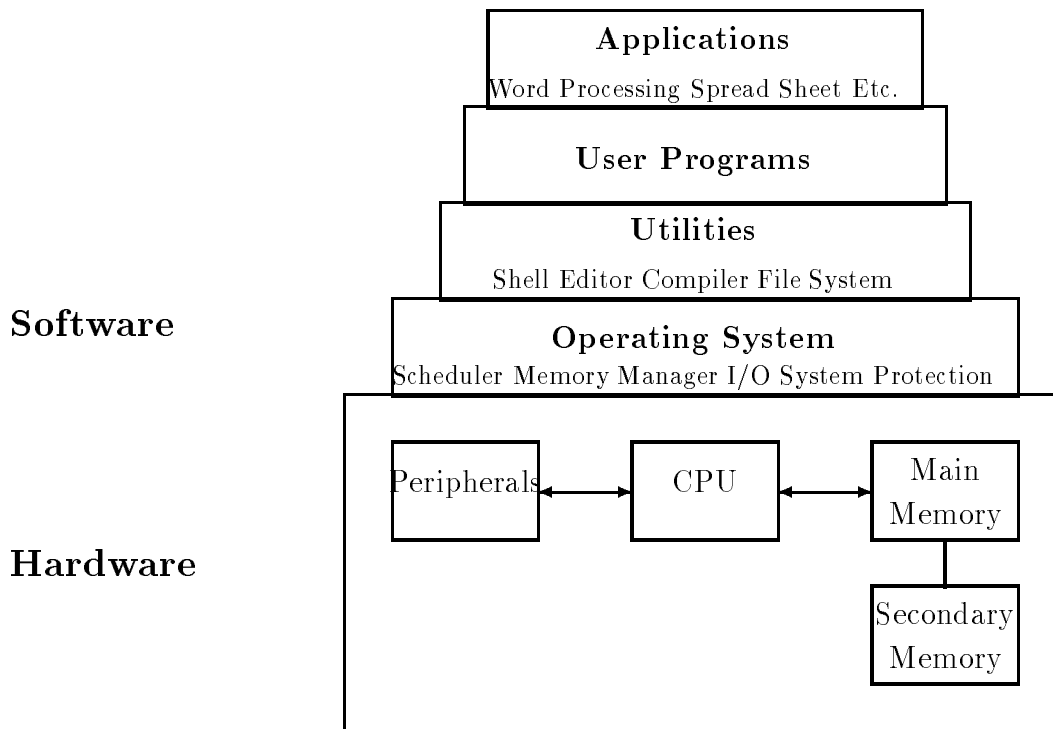 Applications
Word Processing Spread Sheet Etc.
User Programs
Utilities
Shell Editor Compiler File System
Software
Operating System
Scheduler Memory Manager I/O System Protection
Peripherals
CPU
Main
Memory
Hardware
Secondary
Memory